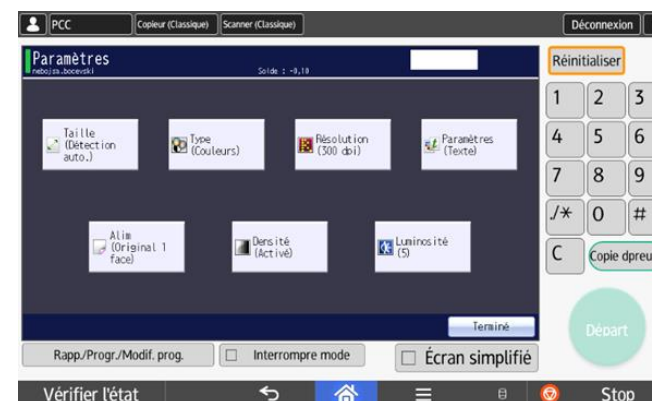 PCC
Copieur (Classique)
Scanner (Classique)
Déconnexion
Paramètres
nebojsa.bocevski
Solde : -0,10
Réinitialiser
Taille
(Détection
auto.)
Type
(Couleurs)
Résolution
(300 dbi)
Paramètres
(Texte)
Alim
(Original 1
face)
Densité
(Activé)
Luminosité
(5)
1 2 3
4 5 6
7 8 9
./* 0 #
C
Copie dpreu
Départ
Terminé
Rapp./Progr./Modif. prog.
Interrompre mode
Écran simplifié
Vérifier l'état
Stop